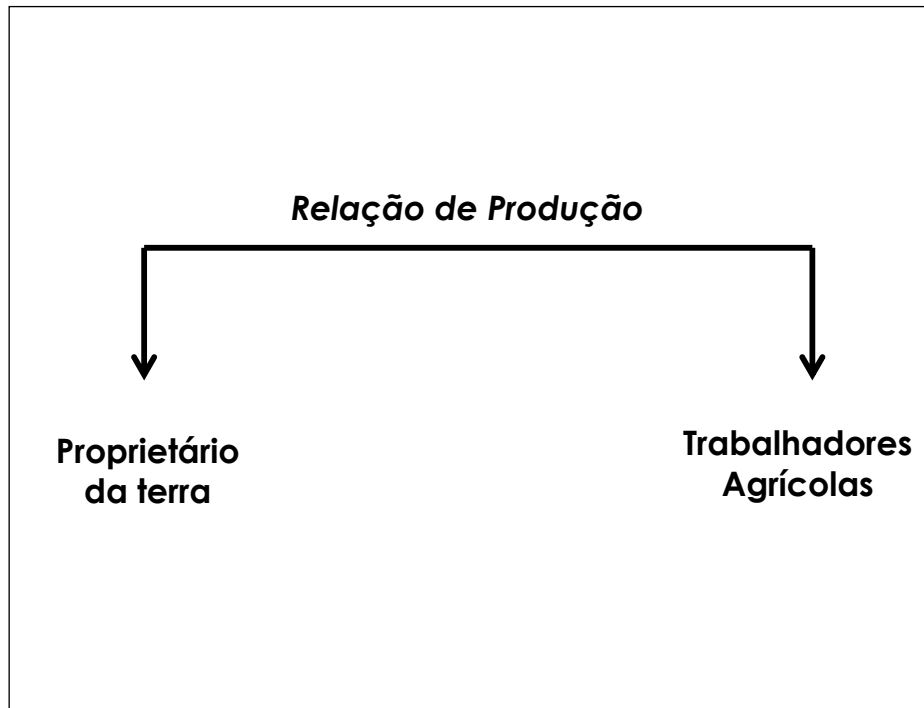 Relação de Produção
Proprietário
da terra
Trabalhadores
Agrícolas